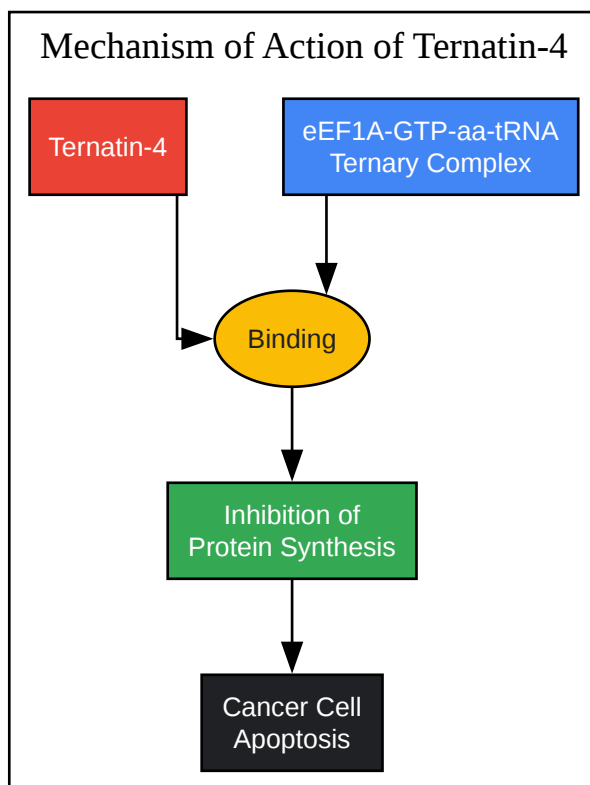 Mechanism of Action of Ternatin-4
Ternatin-4
eEF1A-GTP-aa-tRNA
Ternary Complex
Binding
Inhibition of
Protein Synthesis
Cancer Cell
Apoptosis